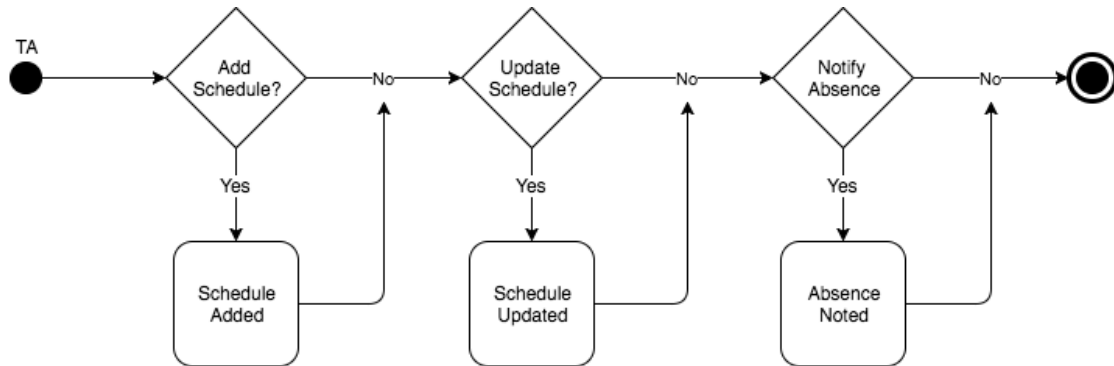 TA
Add
Schedule?
No
Update
Schedule?
No
Notify
Absence
No
Yes
Yes
Yes
Schedule
Added
Schedule
Updated
Absence
Noted